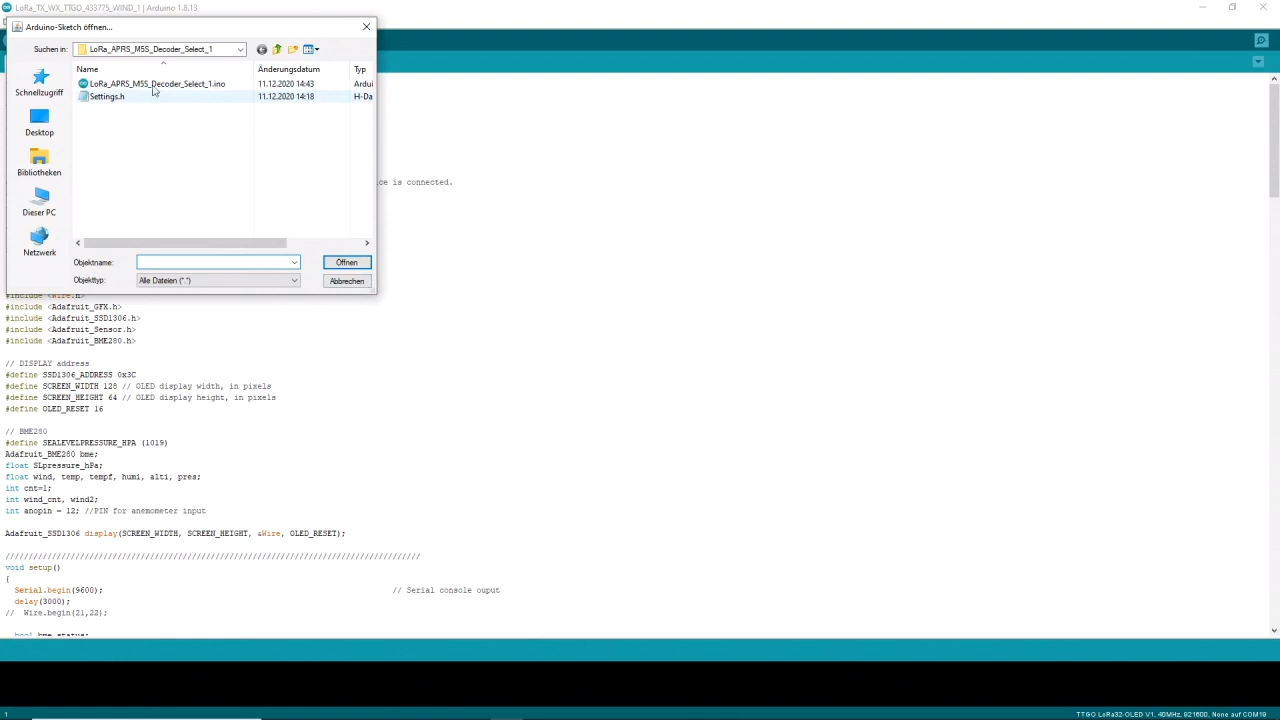 LoRa_TX_WX_TTGO_433775_WIND_1 | Arduino 1.8.13
Arduino-Sketch öffnen...
Suchen in:
LoRa_APRS_M5S_Decoder_Select_1
Name
Änderungsdatum
Typ
LoRa_APRS_M5S_Decoder_Select_1.ino
11.12.2020 14:43
Ardui
Settings.h
11.12.2020 14:18
H-Da
Schnellzugriff
Desktop
Bibliotheken
Dieser PC
Netzwerk
Objektname:
Öffnen
Objekttyp:
Alle Dateien (*.*)
Abbrechen
ice is connected.
#include <Wire.h>
#include <Adafruit_GFX.h>
#include <Adafruit_SSD1306.h>
#include <Adafruit_Sensor.h>
#include <Adafruit_BME280.h>
// DISPLAY address
#define SSD1306_ADDRESS 0x3C
#define SCREEN_WIDTH 128 // OLED display width, in pixels
#define SCREEN_HEIGHT 64 // OLED display height, in pixels
#define OLED_RESET 16
// BME280
#define SEALEVELPRESSURE_HPA (1019)
Adafruit_BME280 bme;
float SLpressure_hPa;
float wind, temp, tempf, humi, alti, pres;
int cnt=1;
int wind_cnt, wind2;
int anopin = 12; //PIN for anemometer input
Adafruit_SSD1306 display(SCREEN_WIDTH, SCREEN_HEIGHT, &Wire, OLED_RESET);
////////////////////////////////////////////////////////////////////////////////////////
void setup()
{
Serial.begin(9600); // Serial console ouput
delay(3000);
// Wire.begin(21,22);
bool bme_status;
1
TTGO LoRa32-OLED V1, 40MHz, 921600, None auf COM19